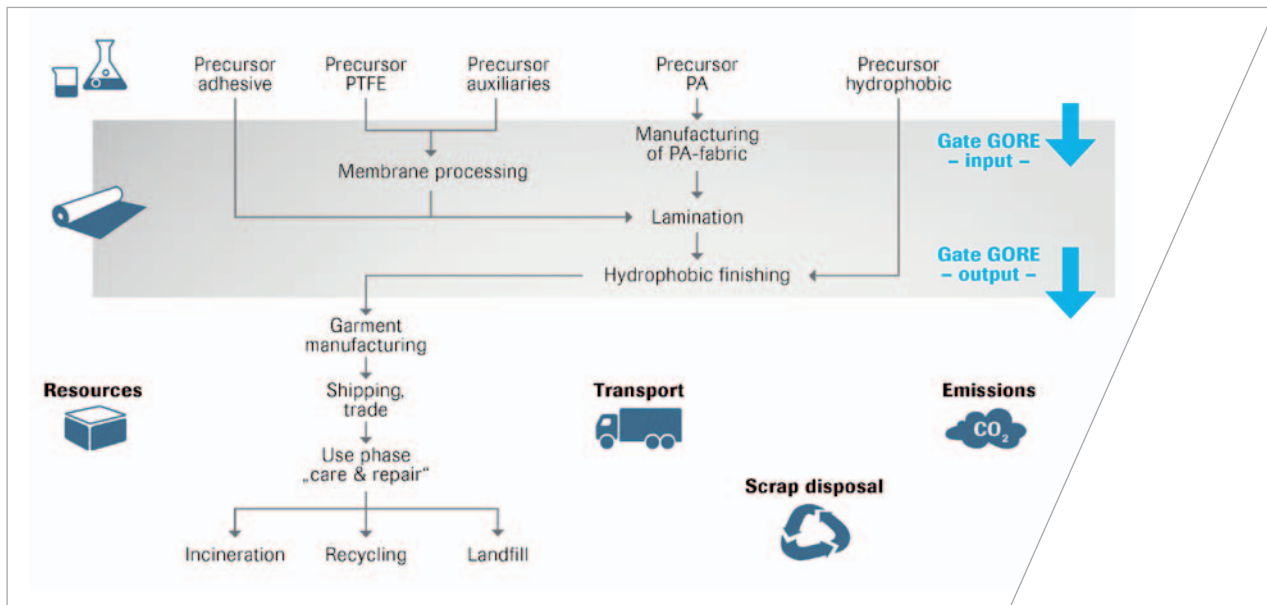 Precursor
adhesive
Precursor
PTFE
Precursor
auxiliaries
Precursor
PA
Precursor
hydrophobic
Manufacturing
of PA-fabric
Gate GORE
– input –
Membrane processing
Lamination
Gate GORE
– output –
Hydrophobic finishing
Garment
manufacturing
Resources
Shipping,
trade
Transport
Emissions
CO₂
Use phase
„care & repair“
Scrap disposal
Incineration
Recycling
Landfill